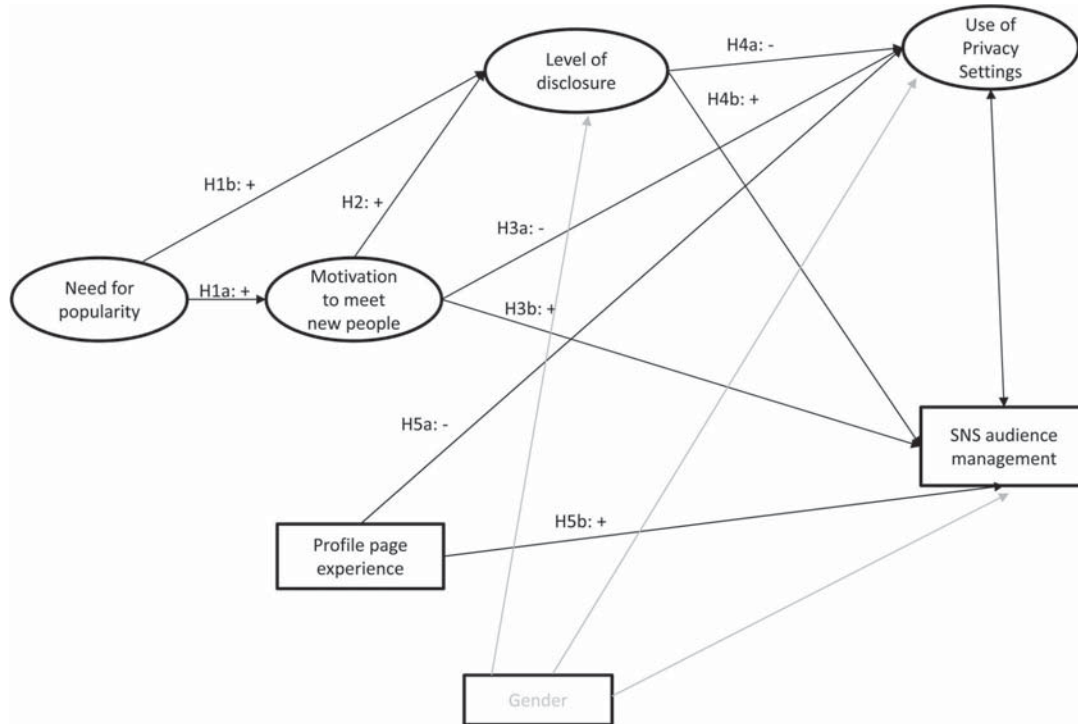 Use of
Privacy
Settings
Level of
disclosure
H4a: -
H4b: +
H1b: +
H2: +
H3a: -
Need for
popularity
H1a: +
Motivation
to meet
new people
H3b: +
H5a: -
SNS audience
management
H5b: +
Profile page
experience
Gender